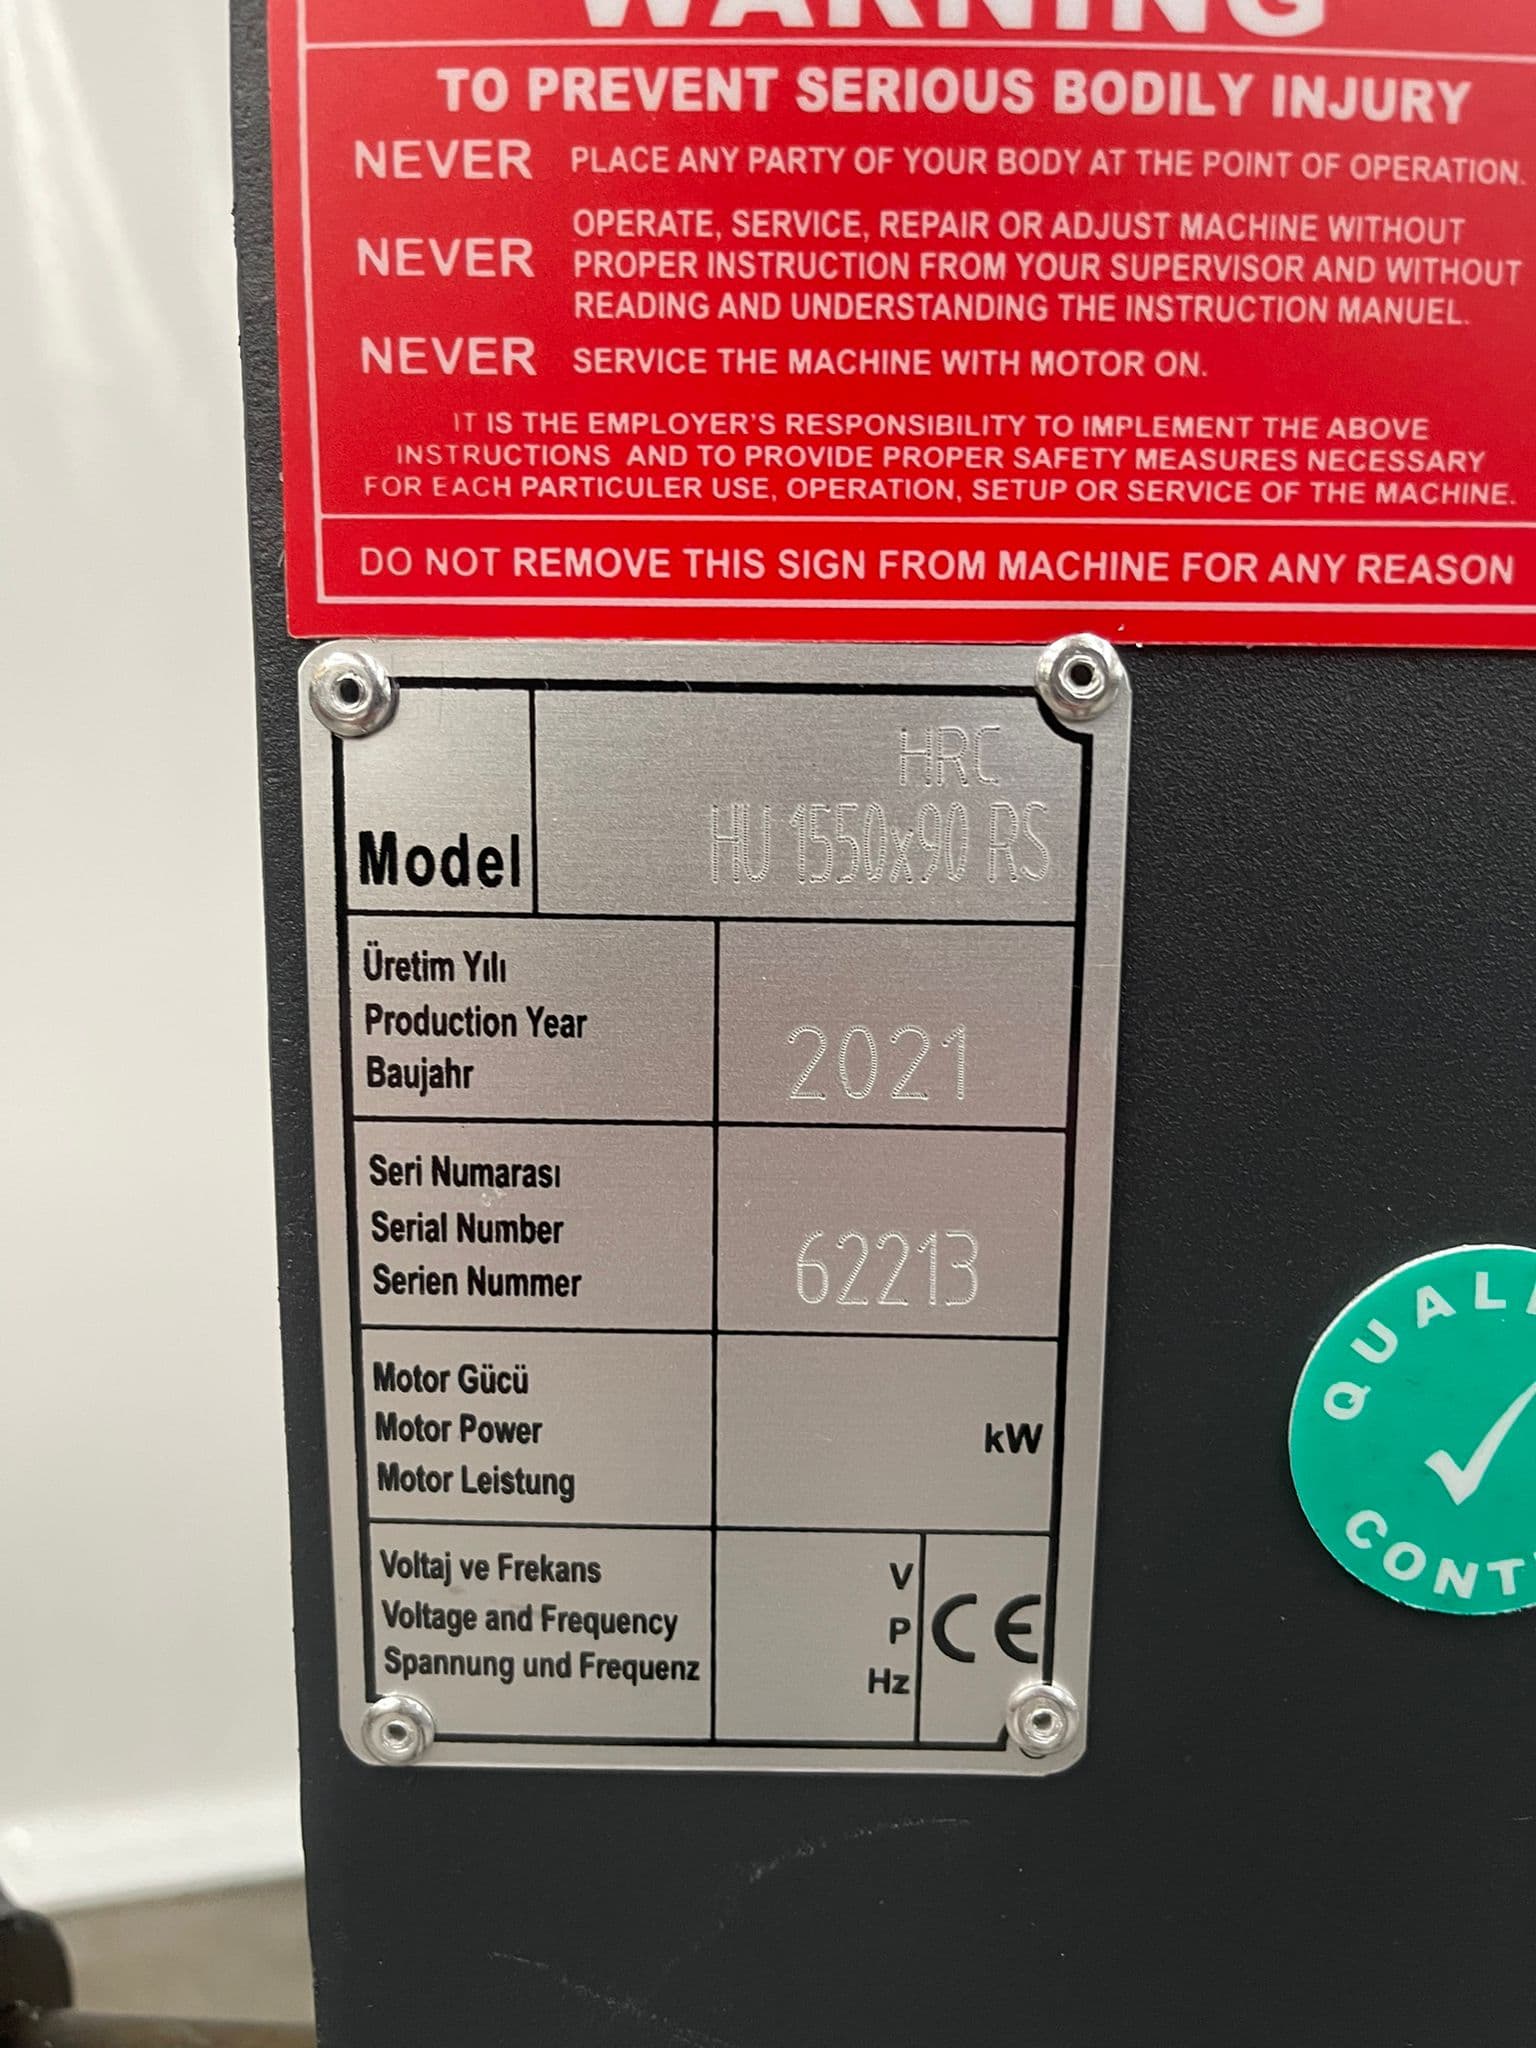 WARNING
TO PREVENT SERIOUS BODILY INJURY
NEVER PLACE ANY PARTY OF YOUR BODY AT THE POINT OF OPERATION.
NEVER OPERATE, SERVICE, REPAIR OR ADJUST MACHINE WITHOUT
PROPER INSTRUCTION FROM YOUR SUPERVISOR AND WITHOUT
READING AND UNDERSTANDING THE INSTRUCTION MANUEL.
NEVER SERVICE THE MACHINE WITH MOTOR ON.
IT IS THE EMPLOYER'S RESPONSIBILITY TO IMPLEMENT THE ABOVE
INSTRUCTIONS AND TO PROVIDE PROPER SAFETY MEASURES NECESSARY
FOR EACH PARTICULER USE, OPERATION, SETUP OR SERVICE OF THE MACHINE.
DO NOT REMOVE THIS SIGN FROM MACHINE FOR ANY REASON
HRC
Model HU 1550x90 RS
Üretim Yılı
Production Year
Baujahr
2021
Seri Numarası
Serial Number
Serien Nummer
62213
Motor Gücü
Motor Power
Motor Leistung
kW
Voltaj ve Frekans
Voltage and Frequency
Spannung und Frequenz
V
P
Hz
CE
QUALI
CONT